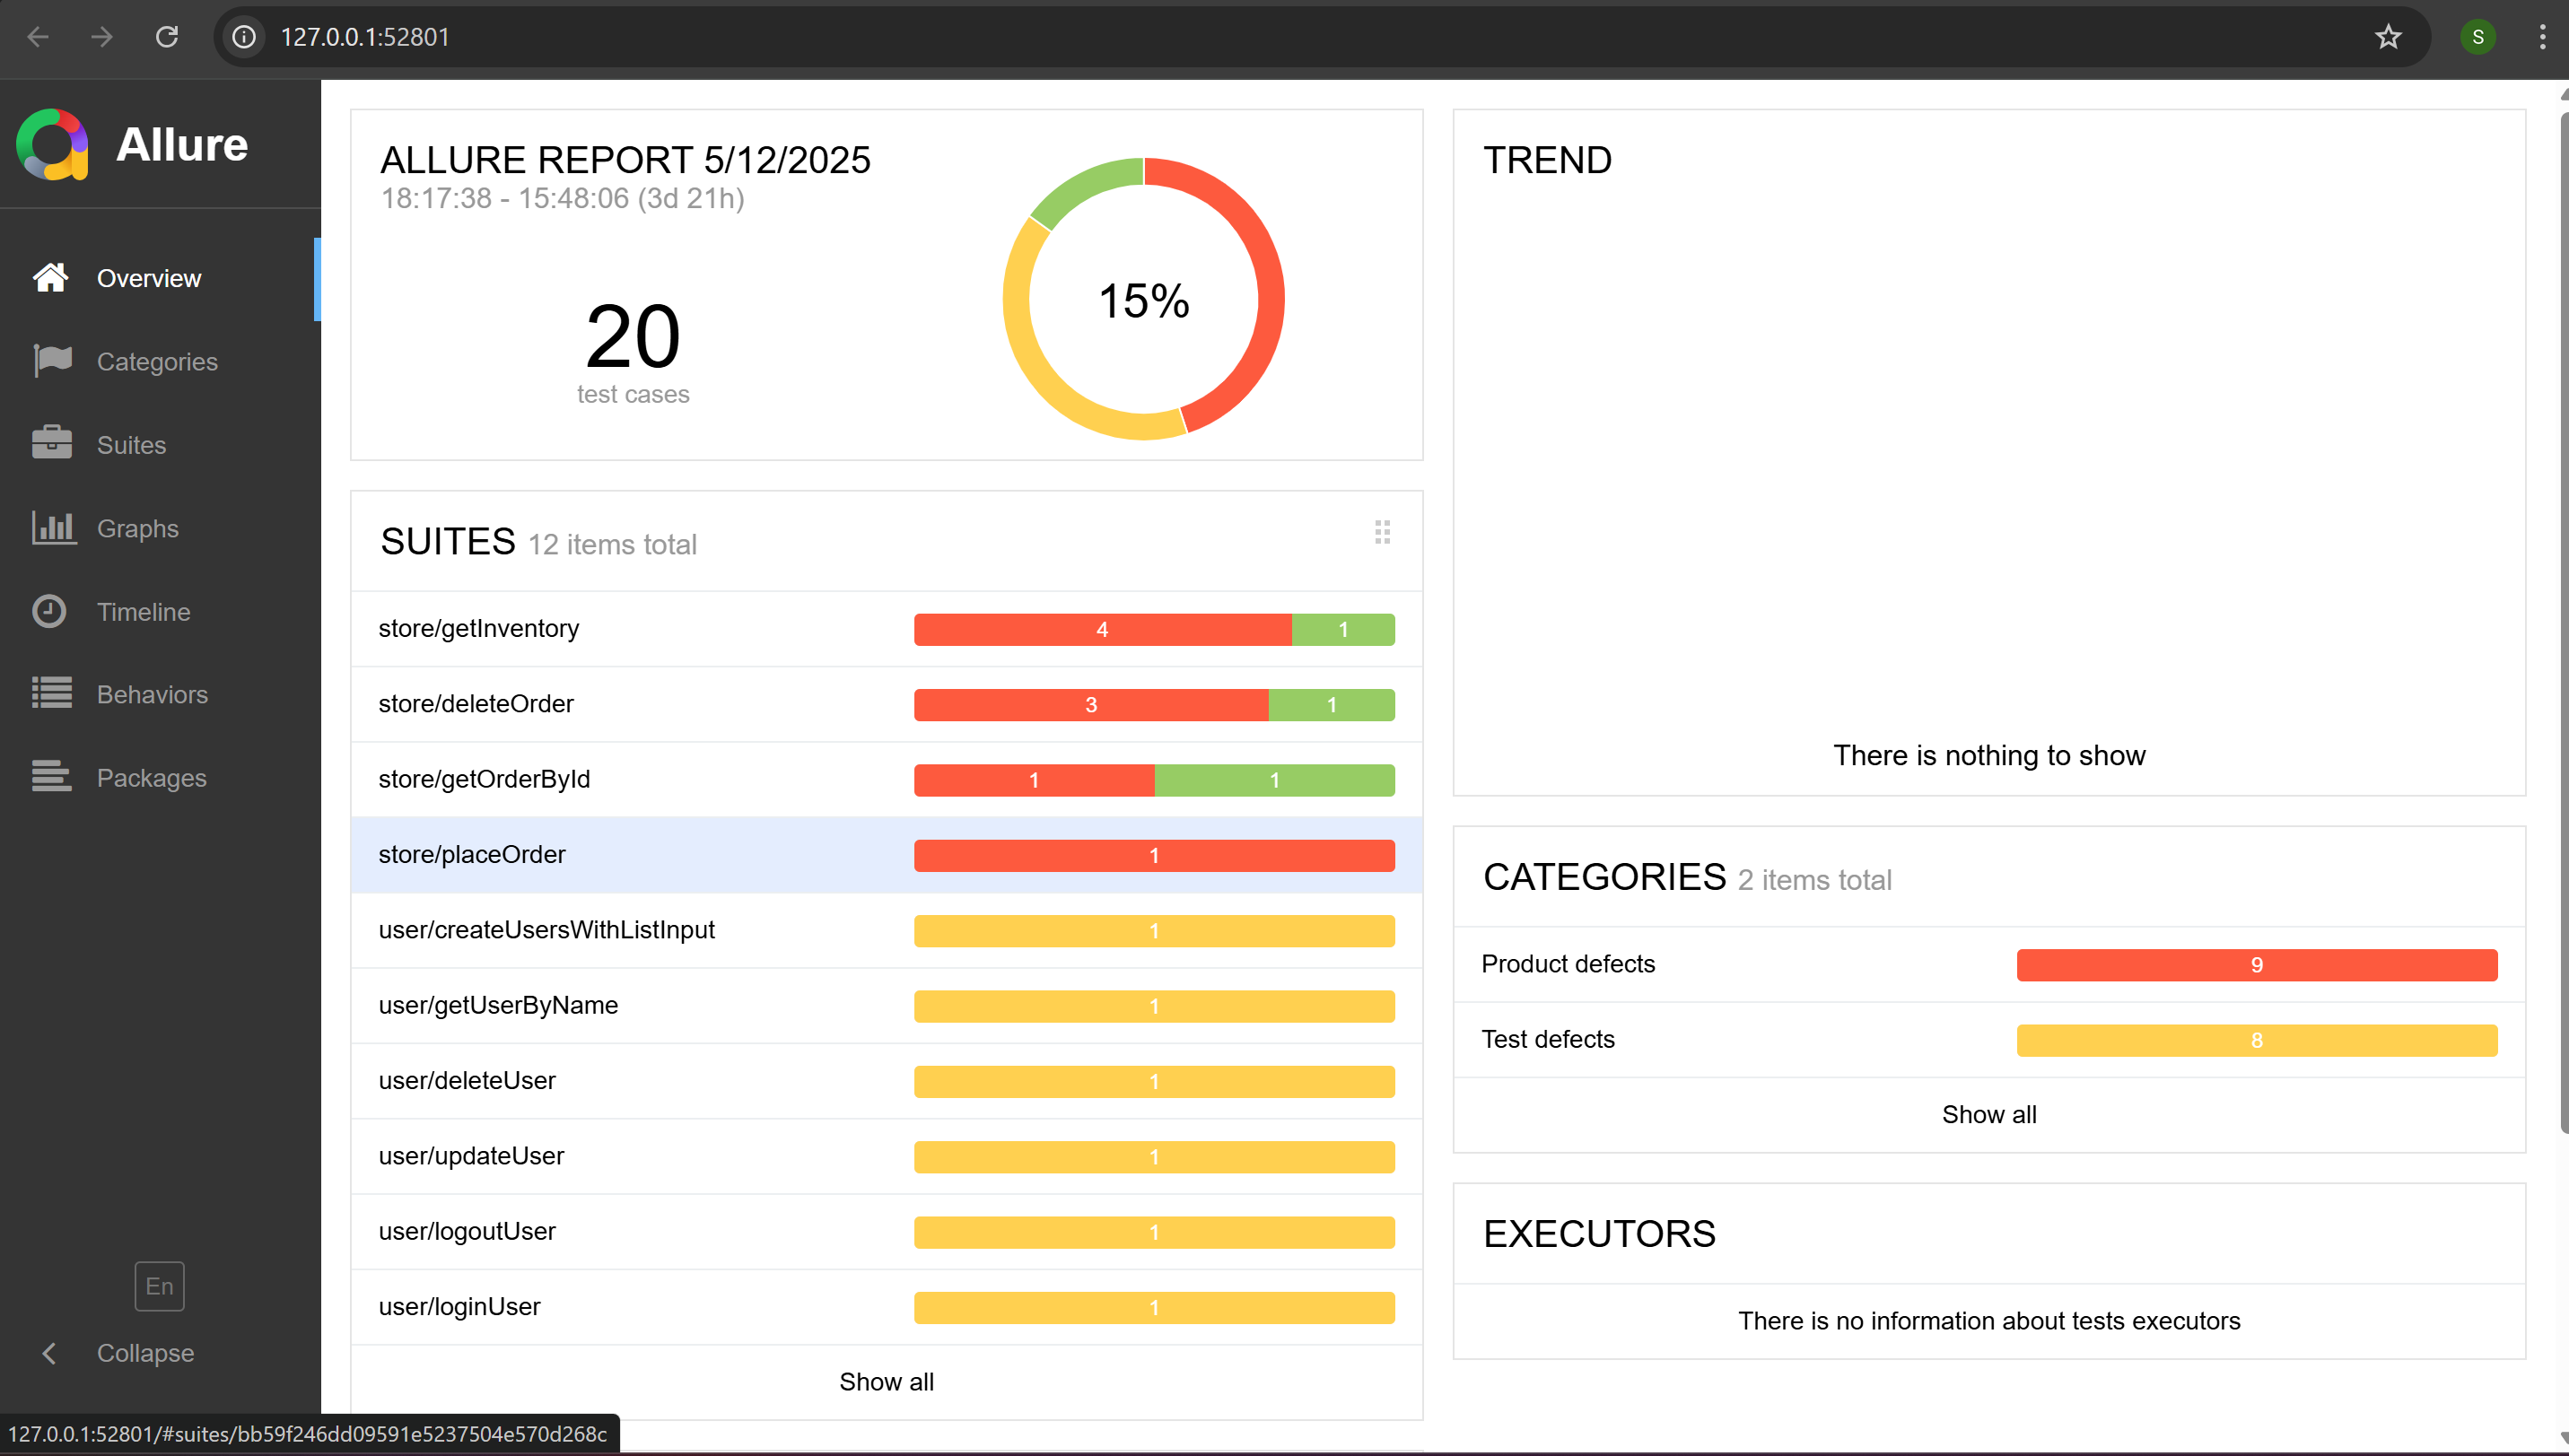 127.0.0.1:52801
S
Allure
Overview
Categories
Suites
Graphs
Timeline
Behaviors
Packages
En
Collapse
ALLURE REPORT 5/12/2025
18:17:38 - 15:48:06 (3d 21h)
20
test cases
15%
SUITES 12 items total
store/getInventory 4 1
store/deleteOrder 3 1
store/getOrderById 1 1
store/placeOrder 1
user/createUsersWithListInput 1
user/getUserByName 1
user/deleteUser 1
user/updateUser 1
user/logoutUser 1
user/loginUser 1
Show all
TREND
There is nothing to show
CATEGORIES 2 items total
Product defects 9
Test defects 8
Show all
EXECUTORS
There is no information about tests executors
127.0.0.1:52801/#suites/bb59f246dd09591e5237504e570d268c